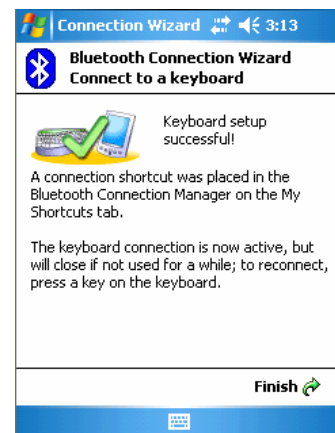 Connection Wizard 3:13
Bluetooth Connection Wizard
Connect to a keyboard
Keyboard setup
successful!
A connection shortcut was placed in the
Bluetooth Connection Manager on the My
Shortcuts tab.
The keyboard connection is now active, but
will close if not used for a while; to reconnect,
press a key on the keyboard.
Finish